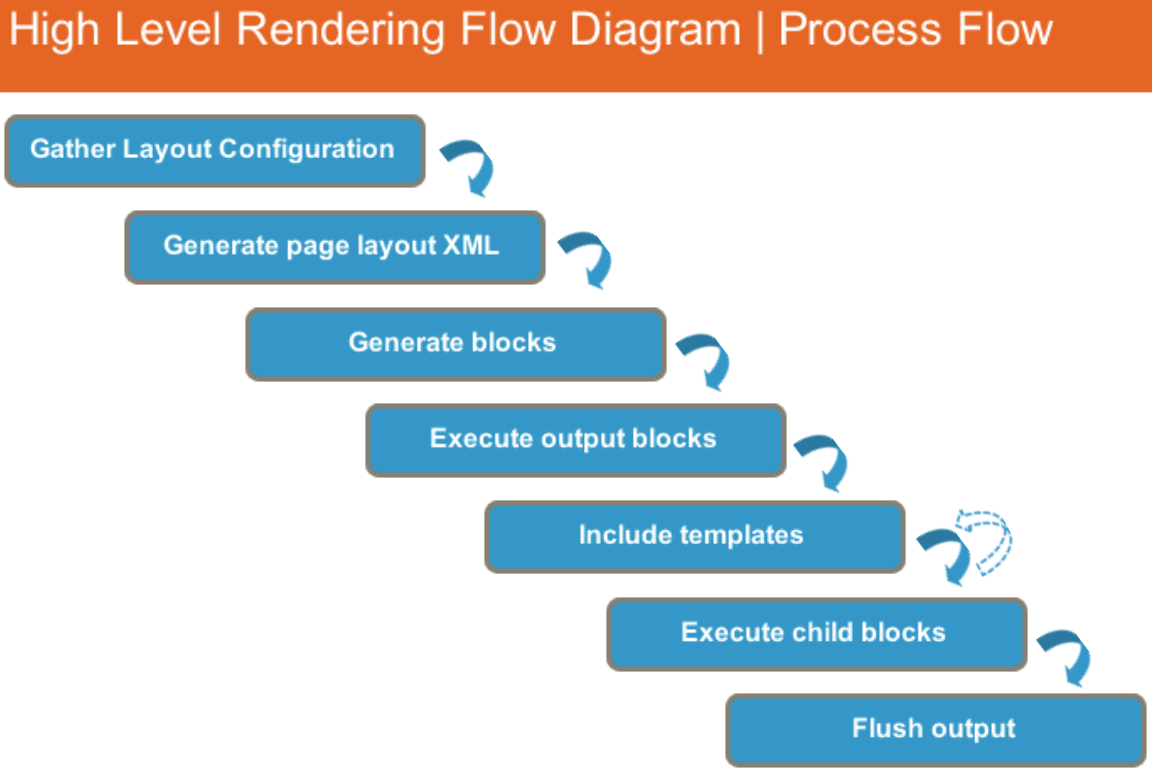 High Level Rendering Flow Diagram | Process Flow
Gather Layout Configuration
Generate page layout XML
Generate blocks
Execute output blocks
Include templates
Execute child blocks
Flush output